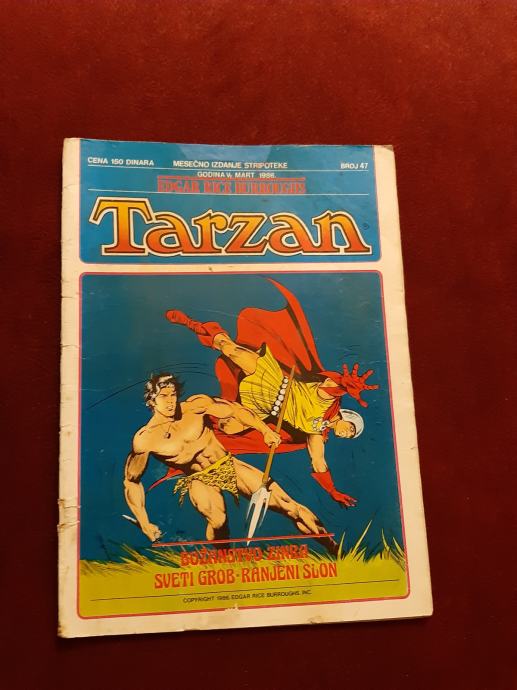 CENA 150 DINARA
MESEČNO IZDANJE STRIPOTEKE
BROJ 47
GODINA V, MART 1986.
EDGAR RICE BURROUGHS
Tarzan
BOŽANSTVO
SVETI GROB-RANJENI SLON
COPYRIGHT 1986. EDGAR RICE BURROUGHS. INC.